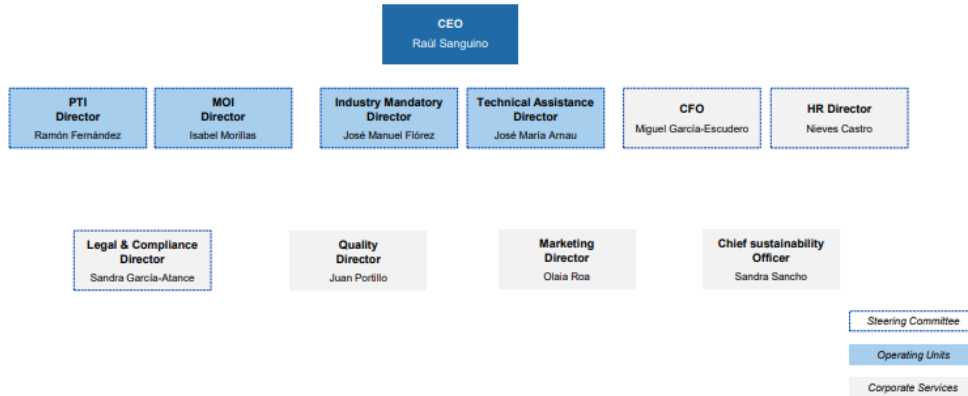 CEO
Raúl Sanguino
PTI
Director
Ramón Fernández
MOI
Director
Isabel Morillas
Industry Mandatory
Director
José Manuel Flórez
Technical Assistance
Director
José María Arnau
CFO
Miguel García-Escudero
HR Director
Nieves Castro
Legal & Compliance
Director
Sandra García-Atance
Quality
Director
Juan Portillo
Marketing
Director
Olaia Roa
Chief sustainability
Officer
Sandra Sancho
Steering Committee
Operating Units
Corporate Services